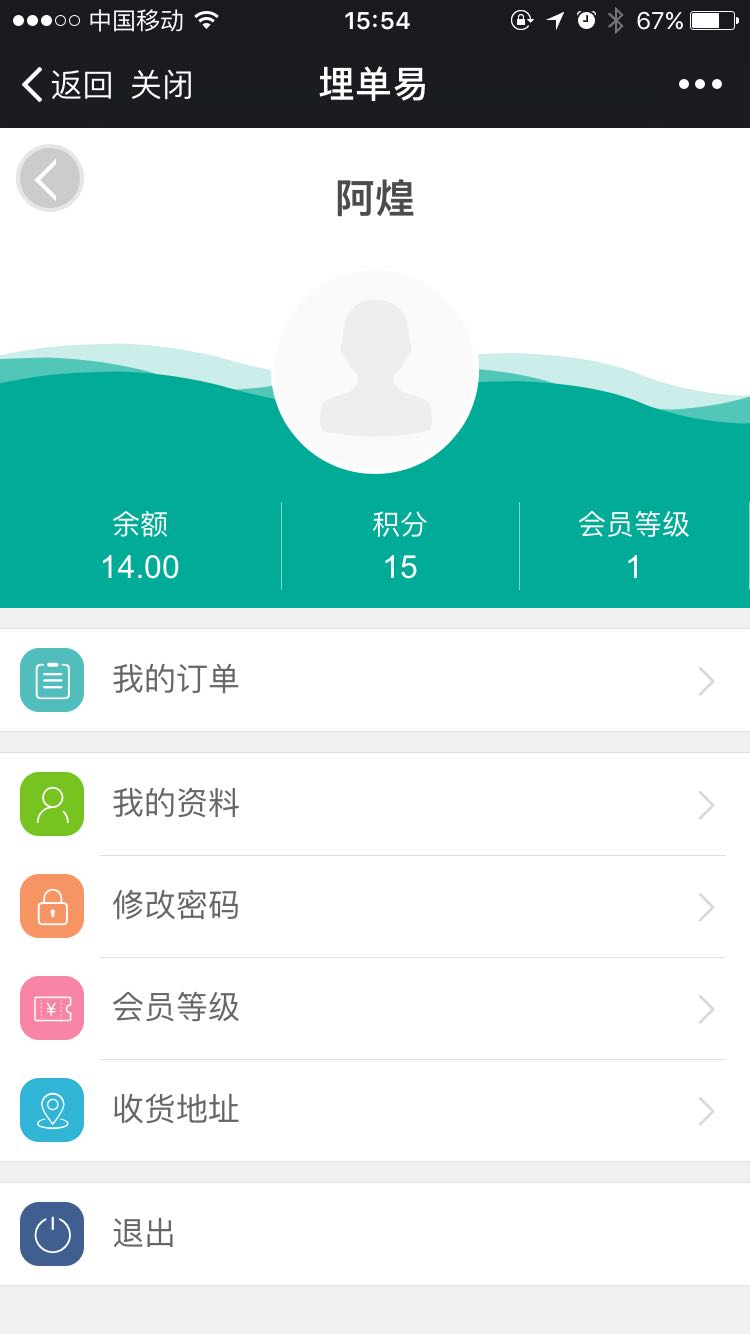 中国移动 15:54 67%
返回 关闭 埋单易
阿煌
余额 积分 会员等级
14.00 15 1
我的订单
我的资料
修改密码
¥ 会员等级
收货地址
退出